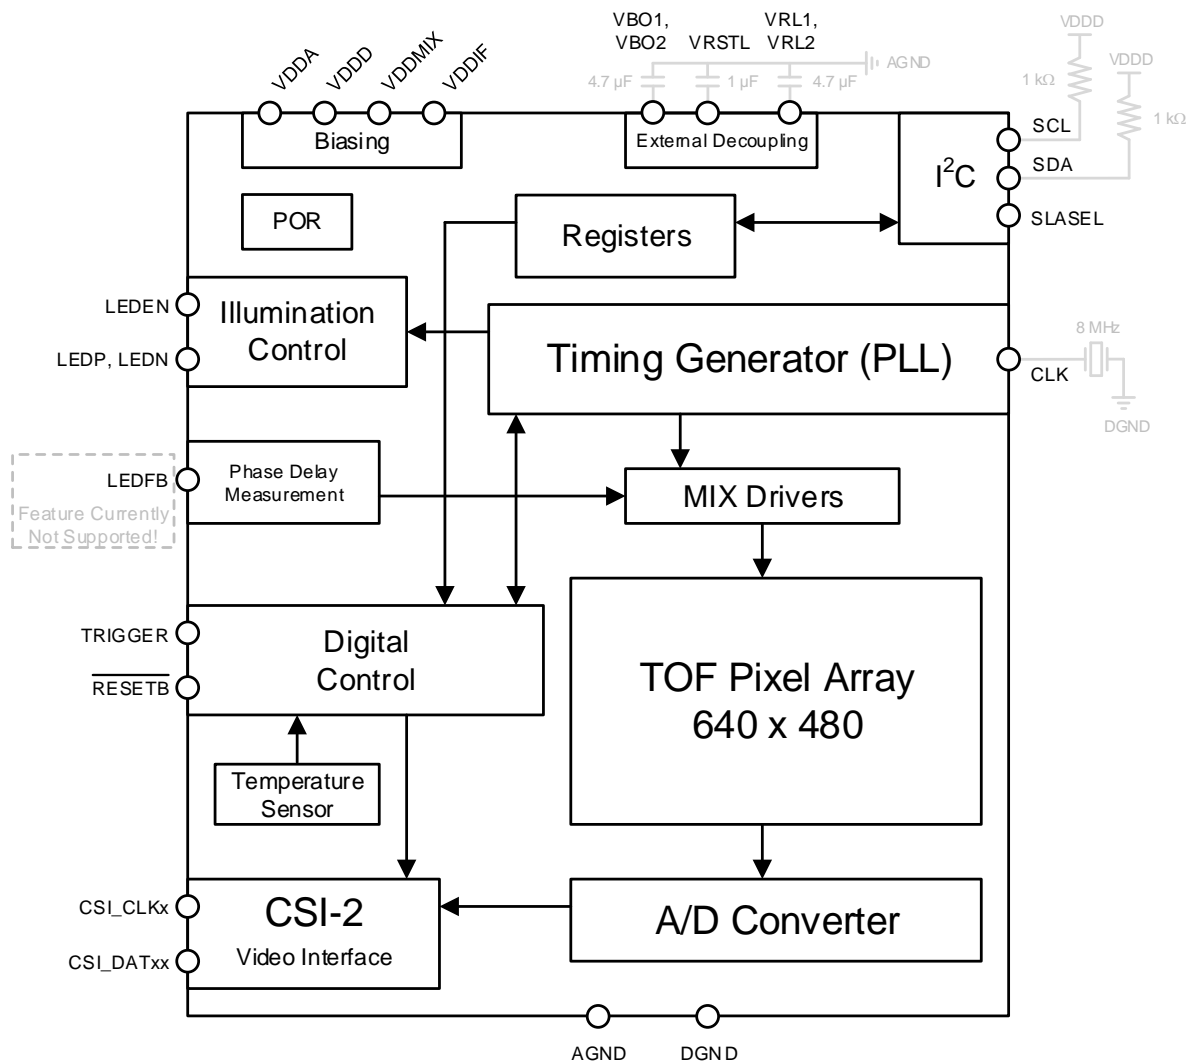 VDDA
VDDD
VDDMIX
VDDIF
VBO1,
VBO2
VRSTL
VRL1,
VRL2
4.7 µF
1 µF
4.7 µF
AGND
VDDD
1 kΩ
VDDD
1 kΩ
Biasing
External Decoupling
I²C
SCL
SDA
SLASEL
POR
Registers
LEDEN
LEDP, LEDN
Illumination
Control
Timing Generator (PLL)
8 MHz
CLK
DGND
LEDFB
Feature Currently
Not Supported!
Phase Delay
Measurement
MIX Drivers
TRIGGER
RESETB
Digital
Control
TOF Pixel Array
640 x 480
Temperature
Sensor
CSI_CLKx
CSI_DATxx
CSI-2
Video Interface
A/D Converter
AGND
DGND